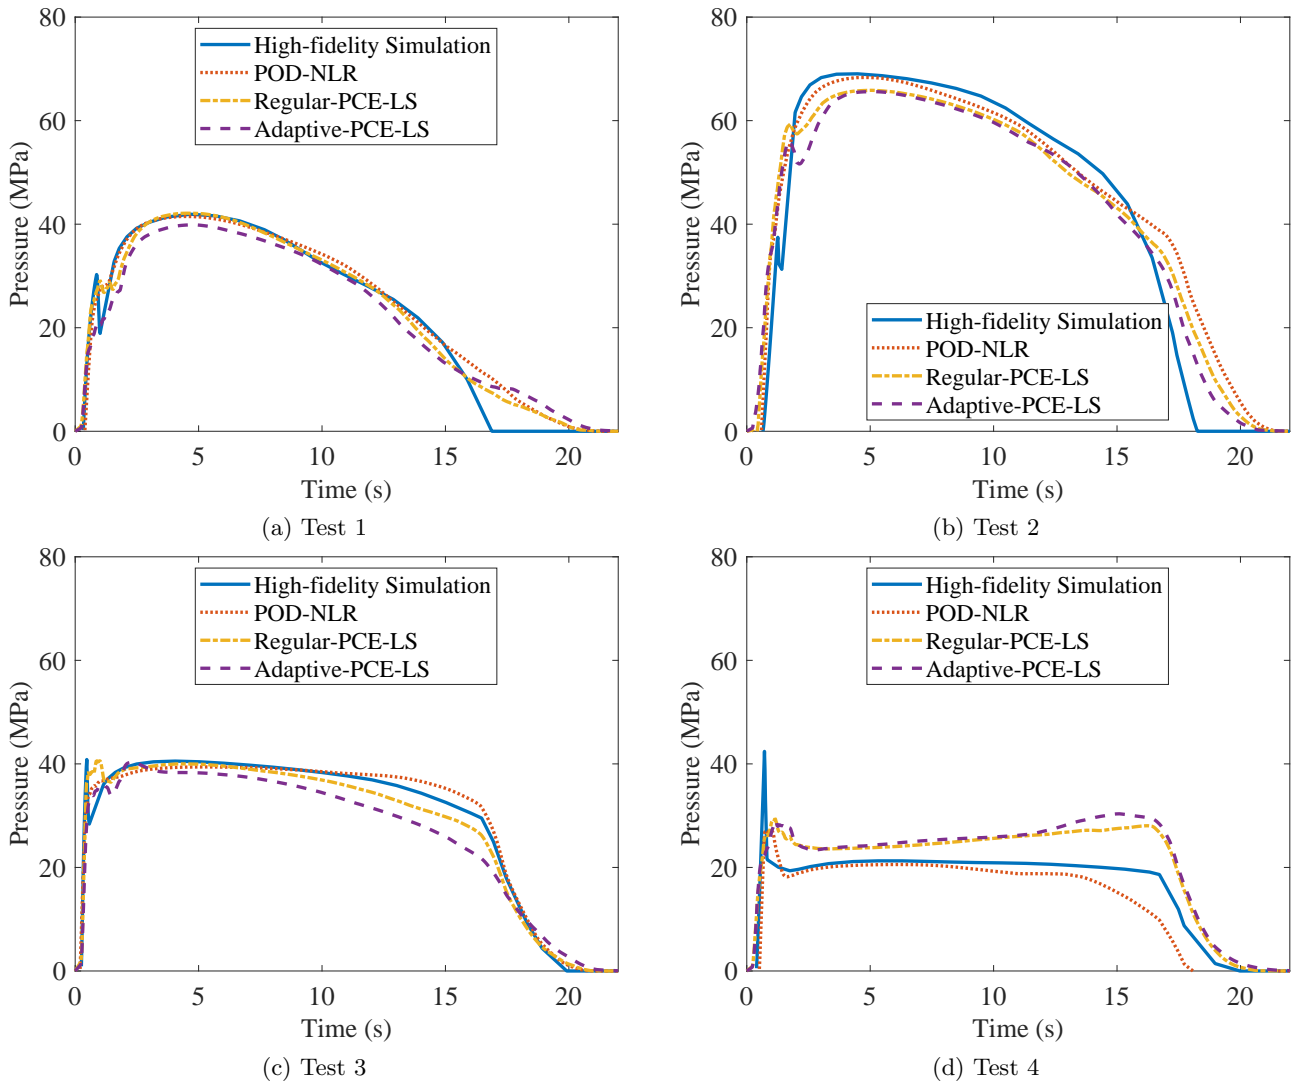 80
60
40
20
0
Pressure (MPa)
High-fidelity Simulation
POD-NLR
Regular-PCE-LS
Adaptive-PCE-LS
0 5 10 15 20
Time (s)
(a) Test 1
80
60
40
20
0
Pressure (MPa)
High-fidelity Simulation
POD-NLR
Regular-PCE-LS
Adaptive-PCE-LS
0 5 10 15 20
Time (s)
(b) Test 2
80
60
40
20
0
Pressure (MPa)
High-fidelity Simulation
POD-NLR
Regular-PCE-LS
Adaptive-PCE-LS
0 5 10 15 20
Time (s)
(c) Test 3
80
60
40
20
0
Pressure (MPa)
High-fidelity Simulation
POD-NLR
Regular-PCE-LS
Adaptive-PCE-LS
0 5 10 15 20
Time (s)
(d) Test 4